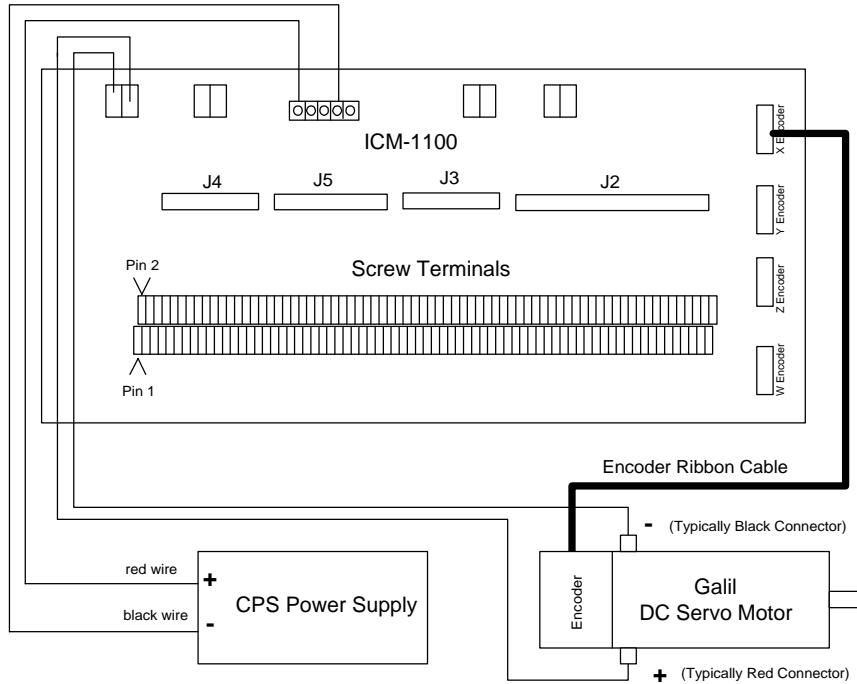 ICM-1100
X Encoder
J4
J5
J3
J2
Y Encoder
Pin 2
Screw Terminals
Z Encoder
Pin 1
W Encoder
Encoder Ribbon Cable
- (Typically Black Connector)
red wire
+
CPS Power Supply
black wire
-
Encoder
Galil
DC Servo Motor
+ (Typically Red Connector)